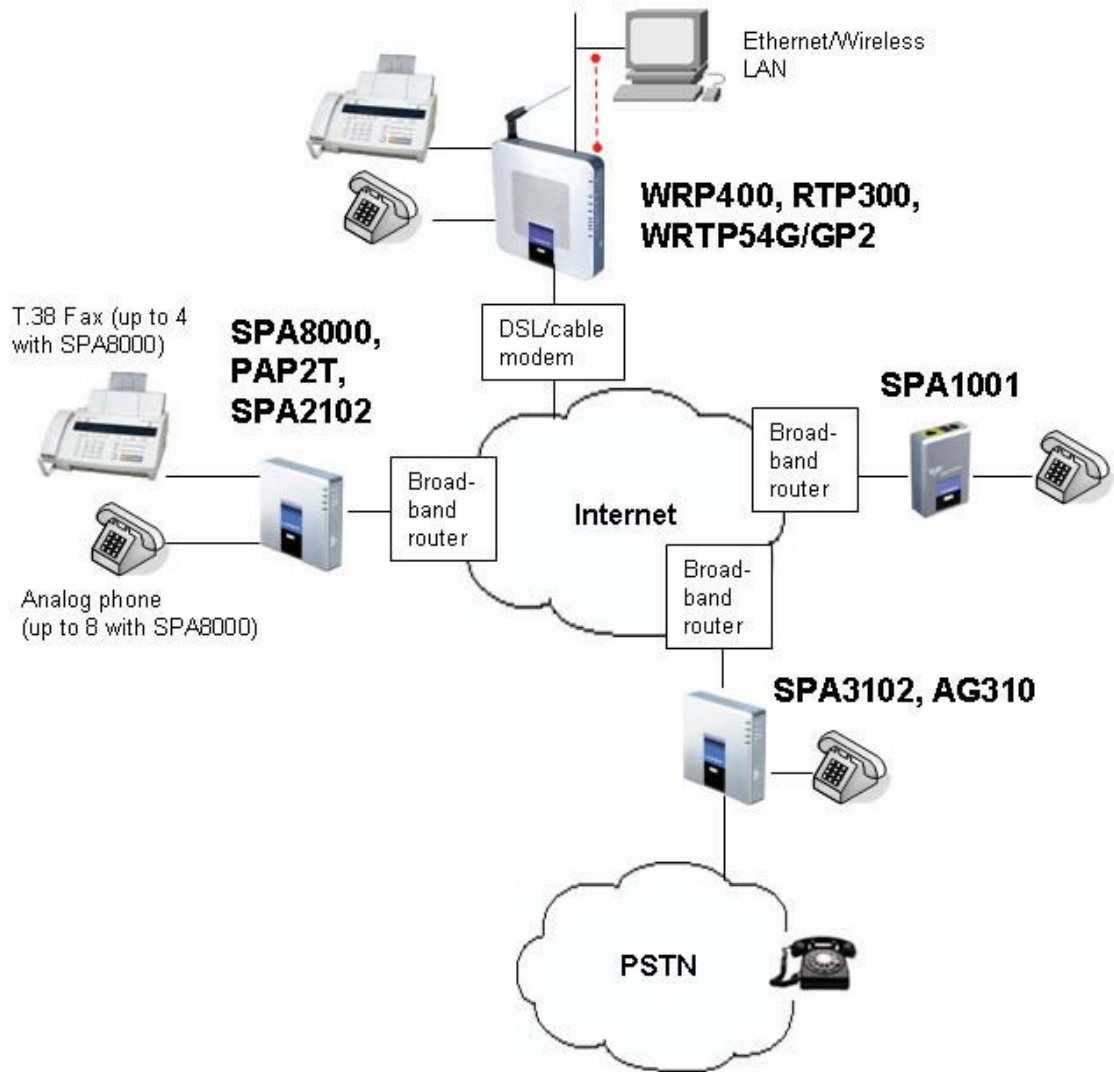 Ethernet/Wireless
LAN
WRP400, RTP300,
WRTP54G/GP2
T.38 Fax (up to 4
with SPA8000)
SPA8000,
PAP2T,
SPA2102
DSL/cable
modem
SPA1001
Broad-
band
router
Broad-
band
router
Internet
Broad-
band
router
Analog phone
(up to 8 with SPA8000)
SPA3102, AG310
PSTN